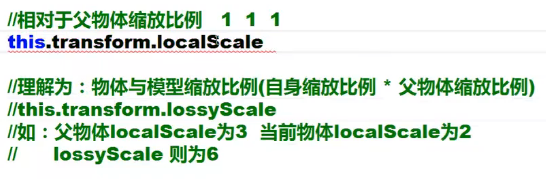 //相对于父物体缩放比例 1 1 1
this.transform.localScale
//理解为：物体与模型缩放比例(自身缩放比例 * 父物体缩放比例)
//this.transform.lossyScale
//如：父物体localScale为3 当前物体localScale为2
// lossyScale 则为6